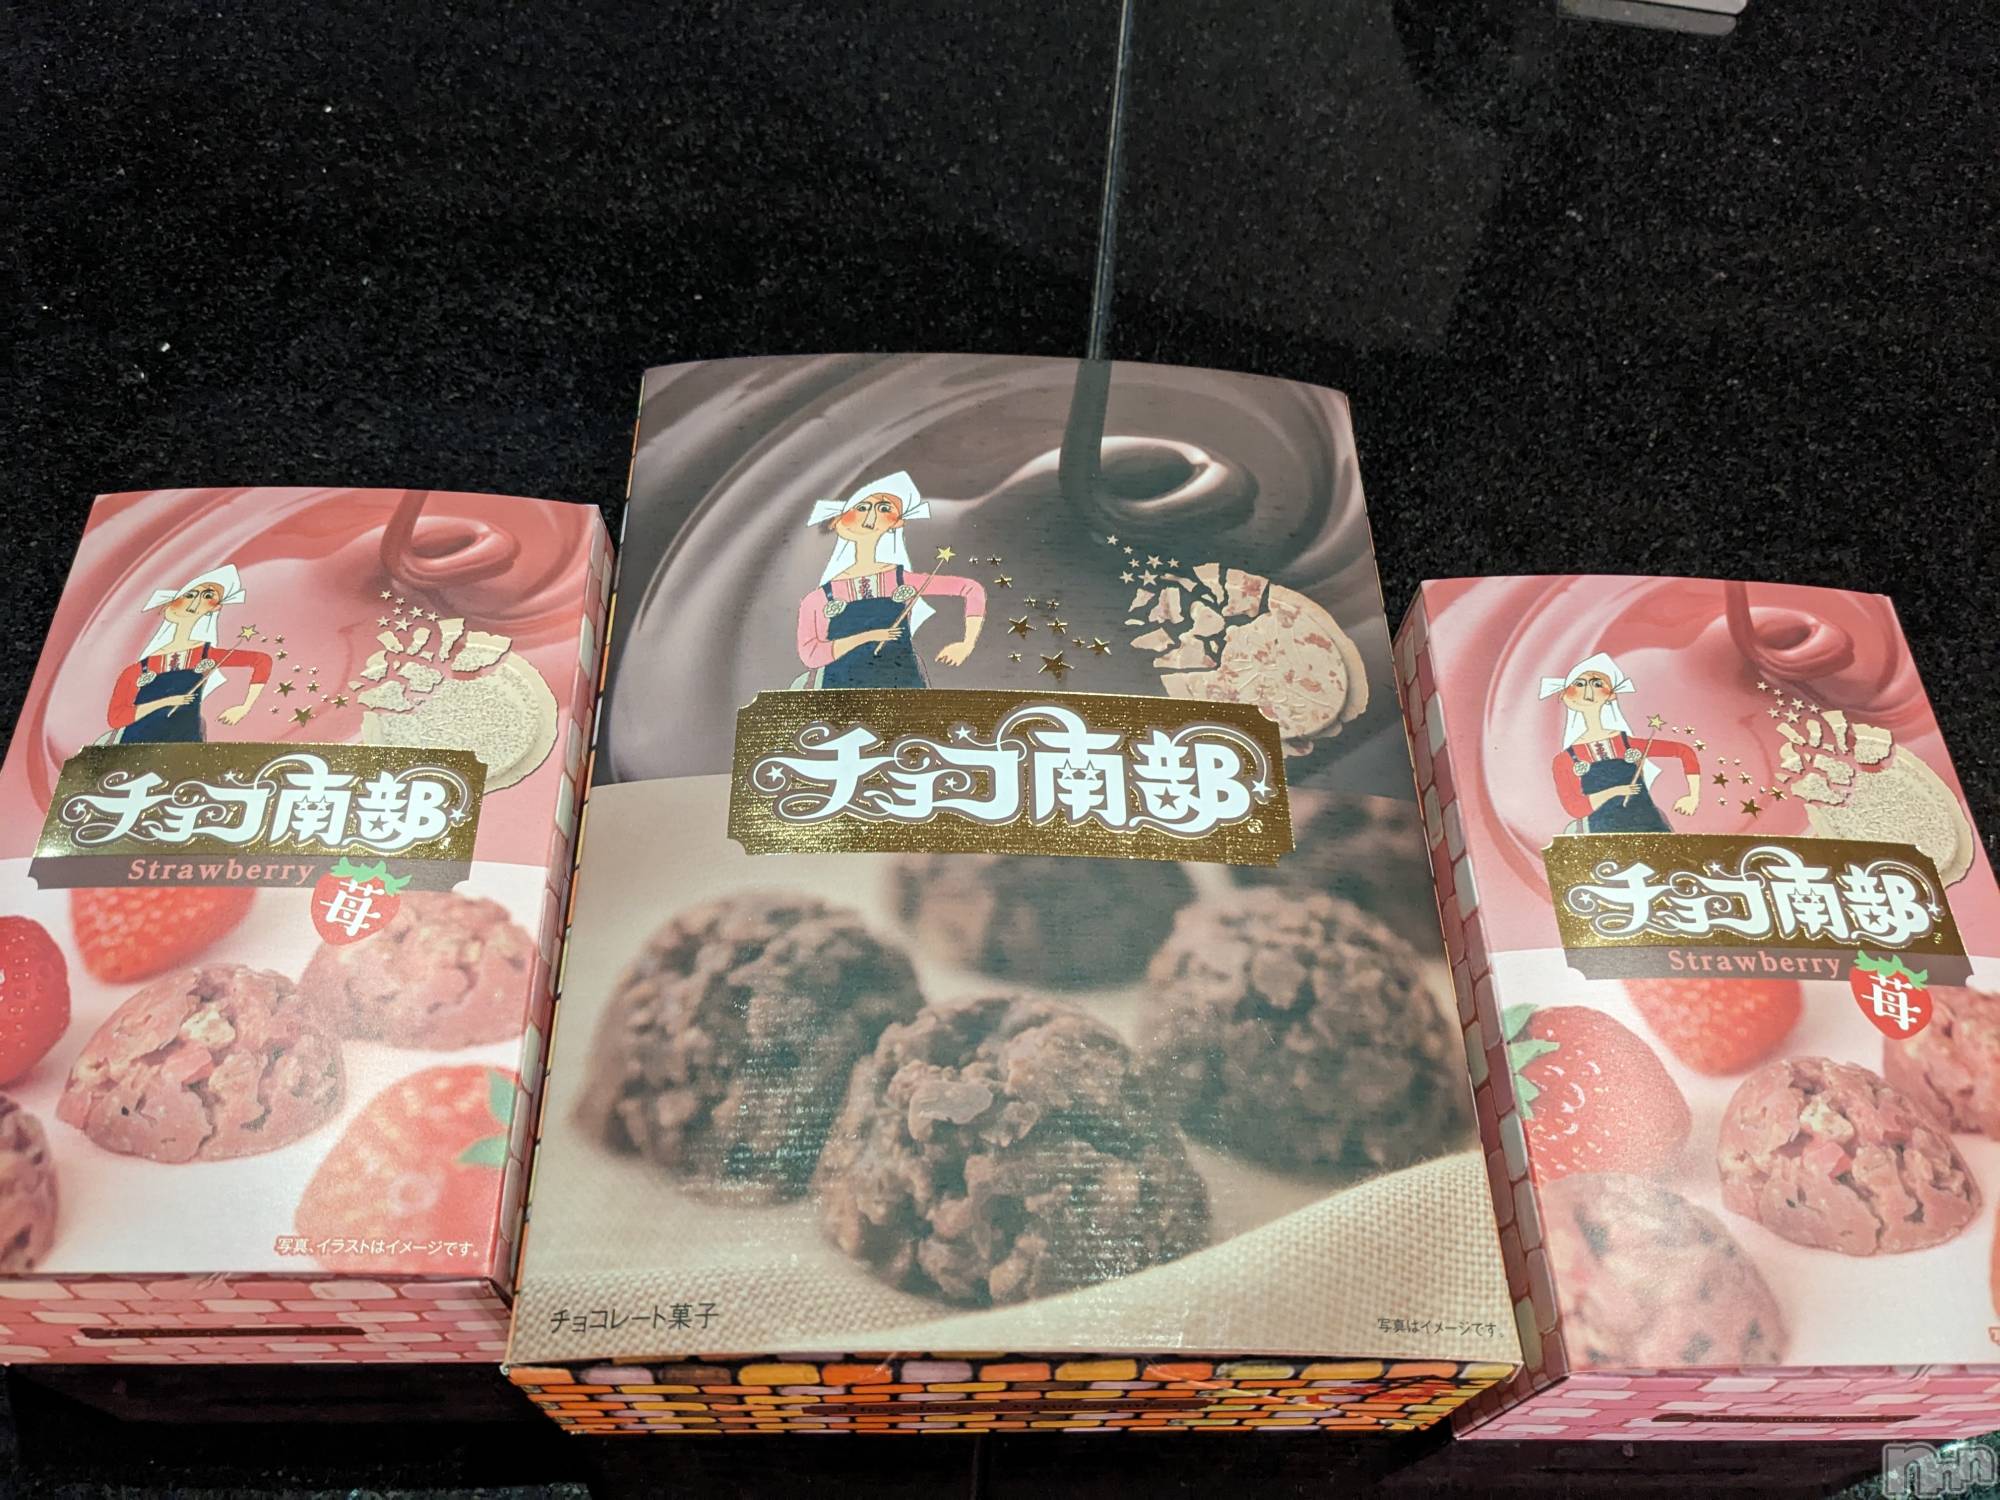 チョコ南部
Strawberry
苺
写真、イラストはイメージです。
チョコ南部
チョコレート菓子
写真はイメージです。
チョコ南部
Strawberry
苺